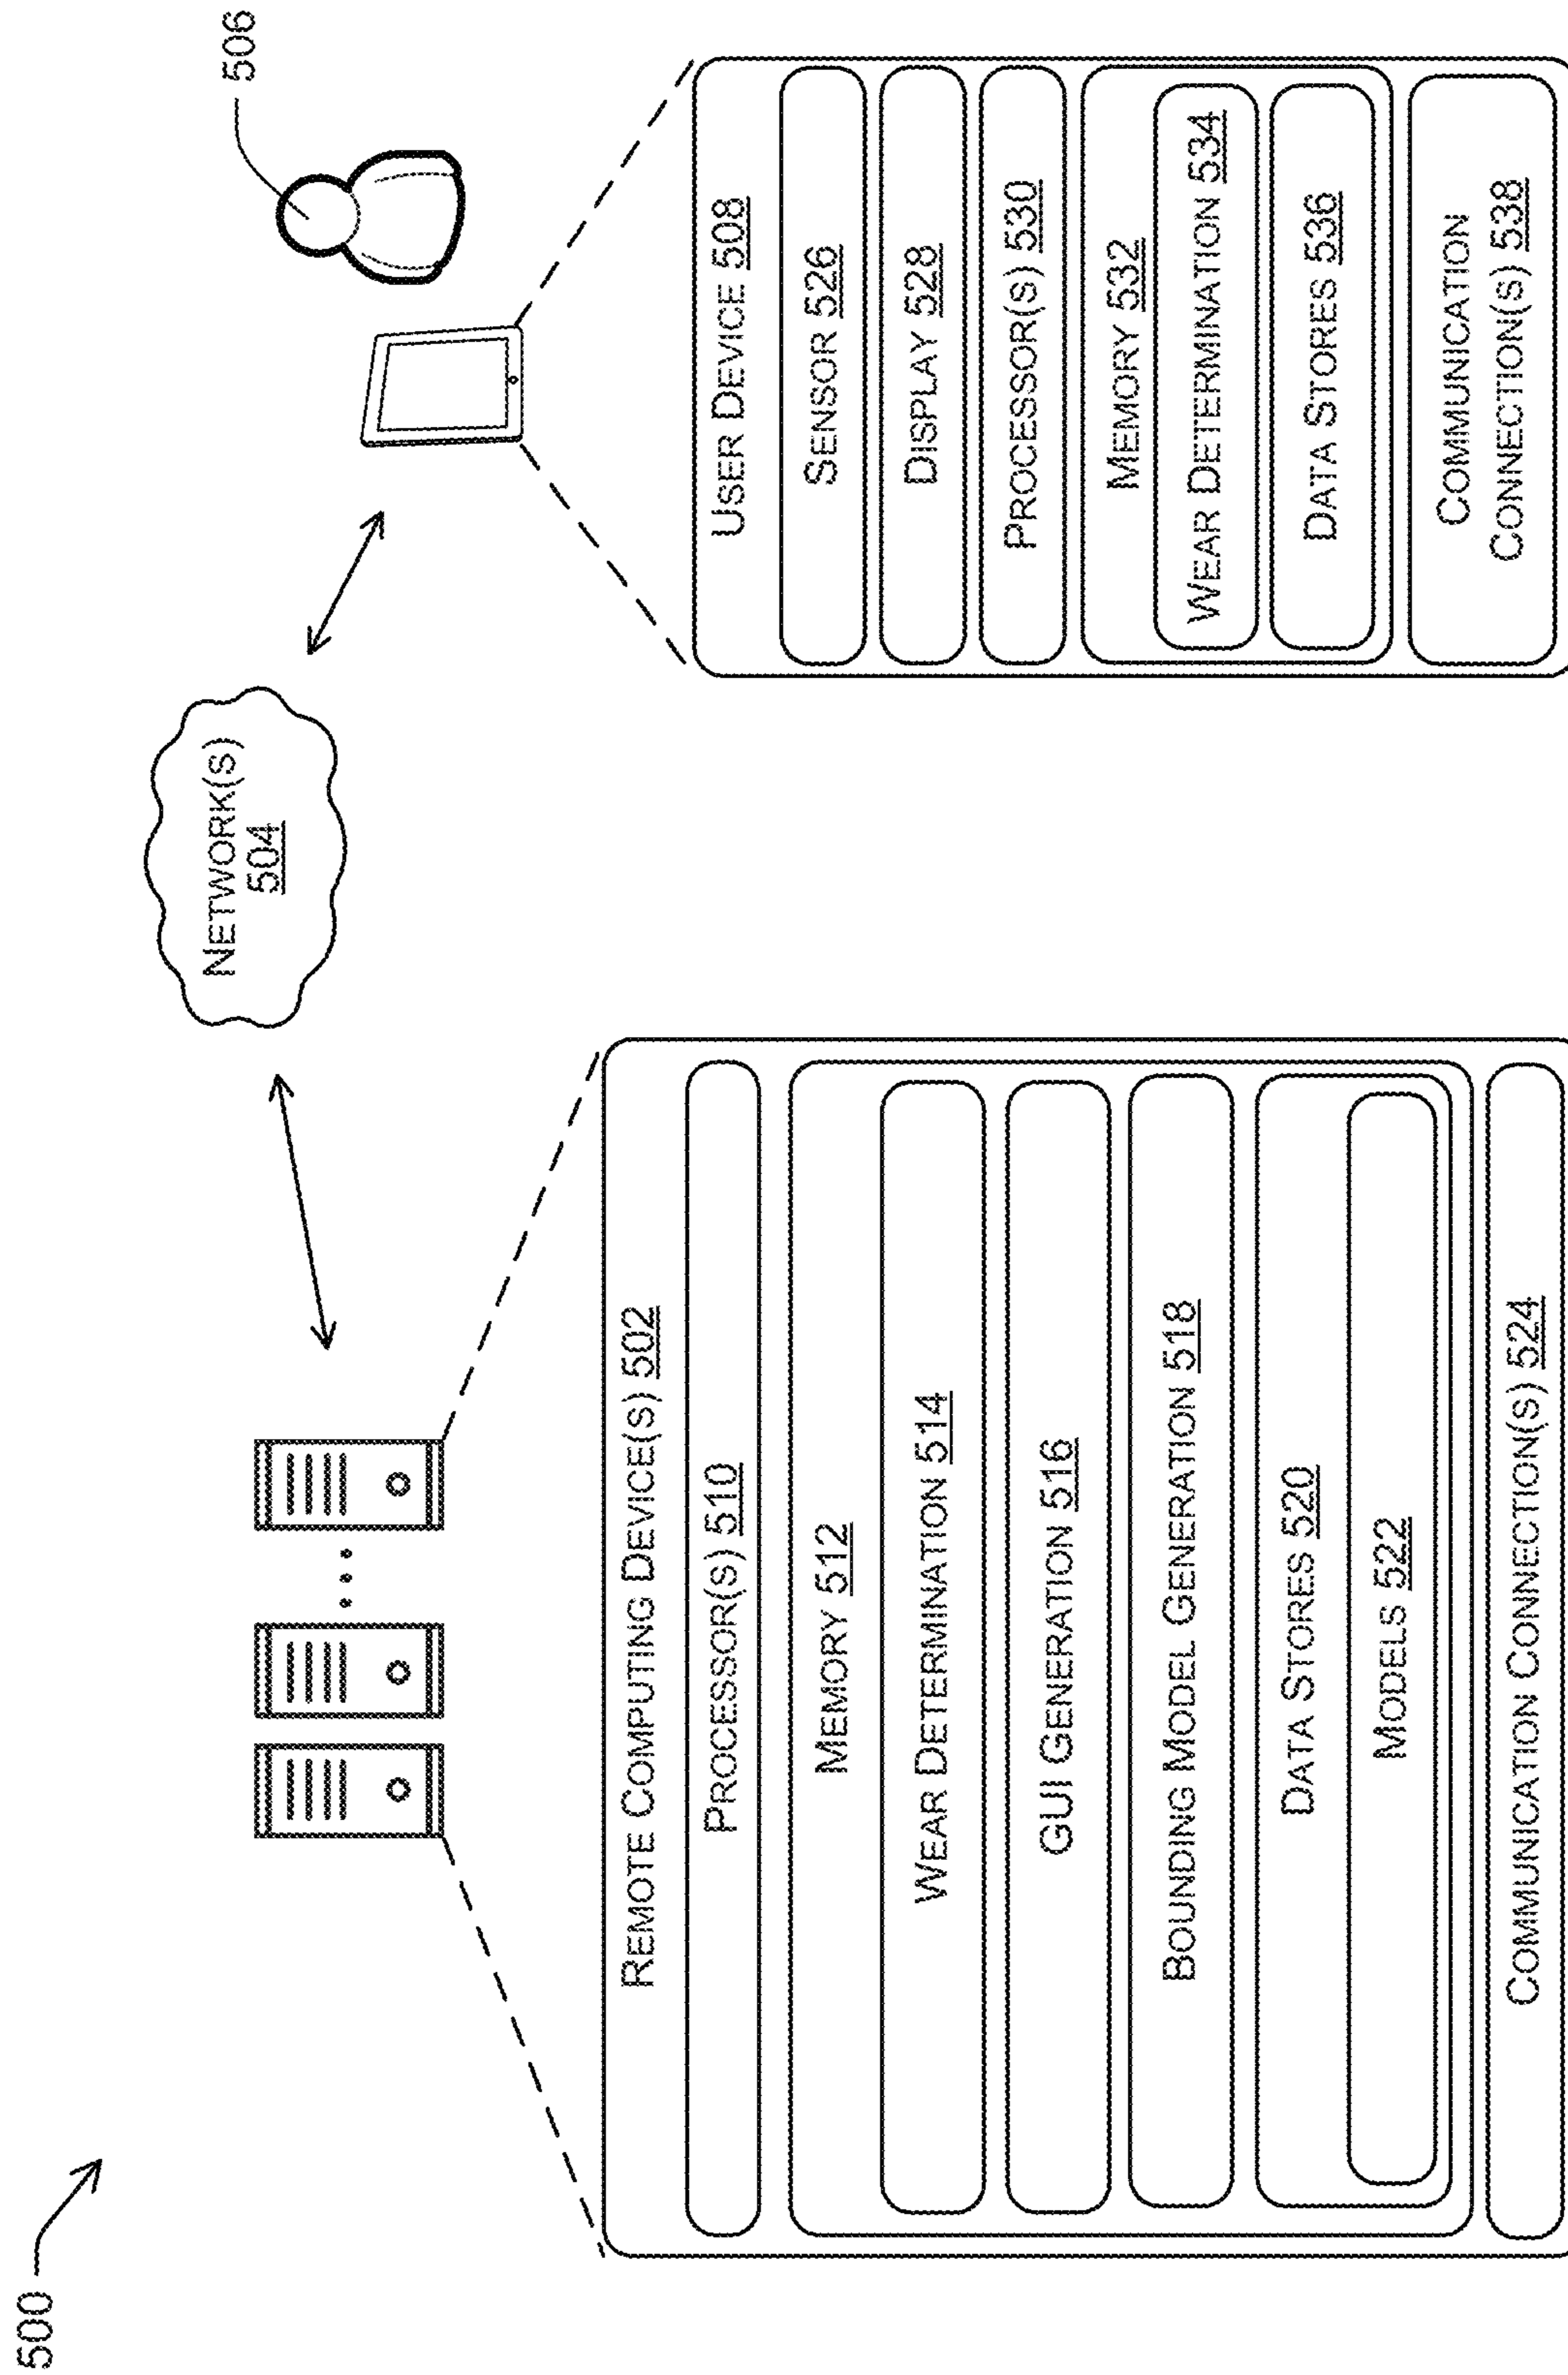 500
506
NETWORK(S)
504
REMOTE COMPUTING DEVICE(S) 502
PROCESSOR(S) 510
MEMORY 512
WEAR DETERMINATION 514
GUI GENERATION 516
BOUNDING MODEL GENERATION 518
DATA STORES 520
MODELS 522
COMMUNICATION CONNECTION(S) 524
USER DEVICE 508
SENSOR 526
DISPLAY 528
PROCESSOR(S) 530
MEMORY 532
WEAR DETERMINATION 534
DATA STORES 536
COMMUNICATION
CONNECTION(S) 538